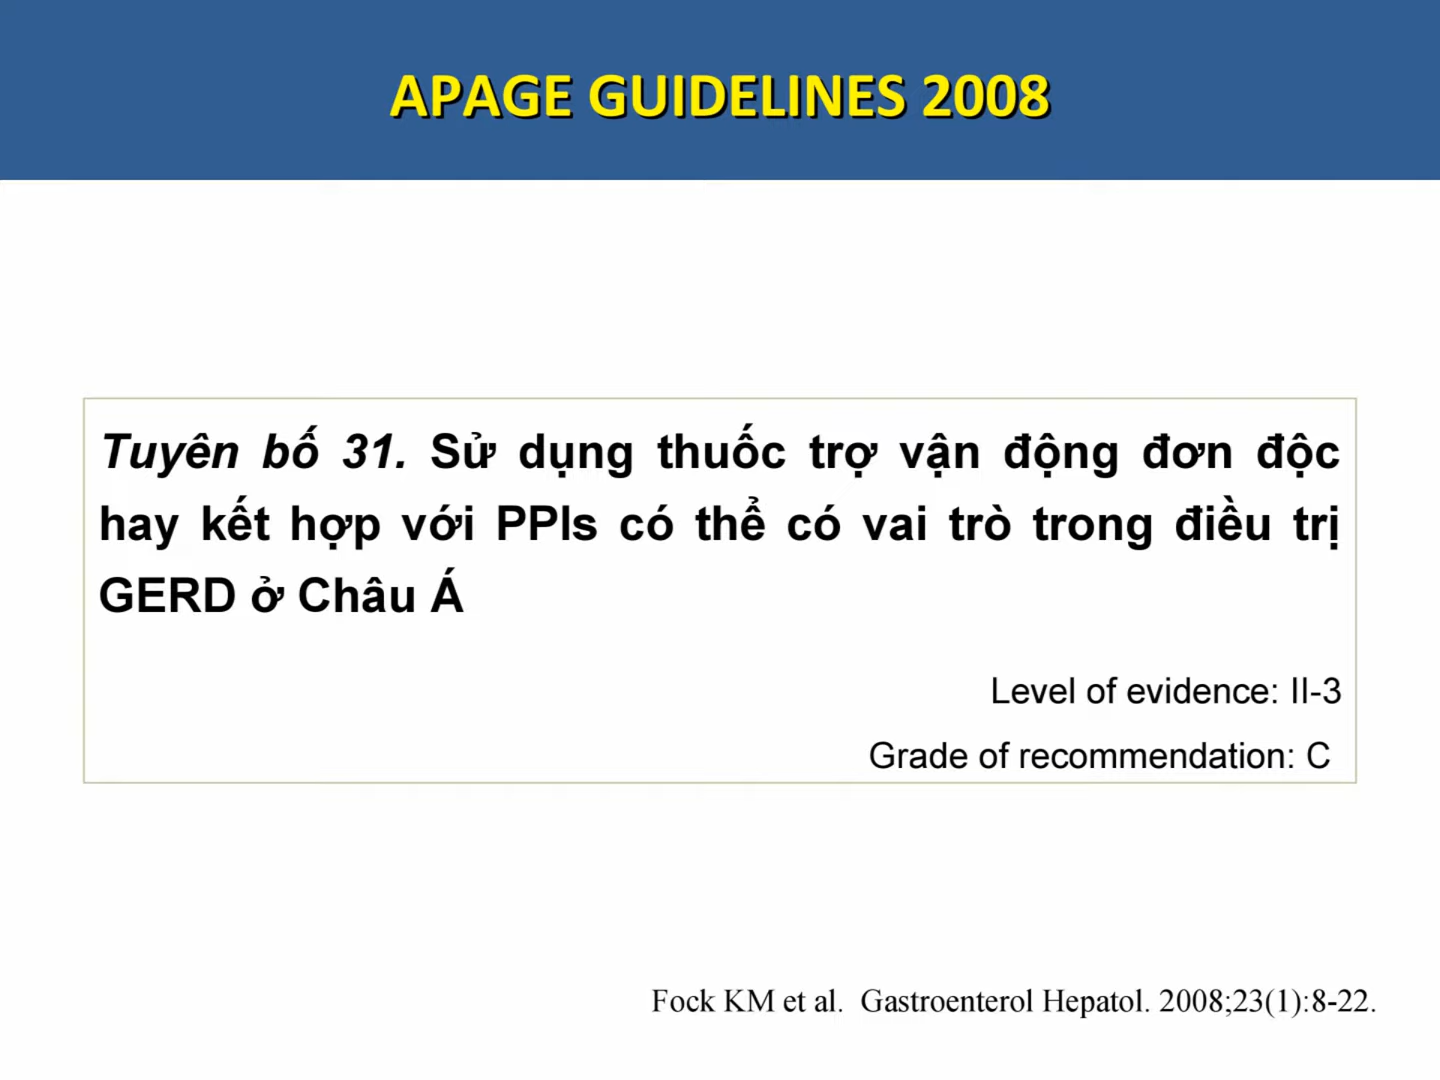 APAGE GUIDELINES 2008
Tuyên bố 31. Sử dụng thuốc trợ vận động đơn độc
hay kết hợp với PPIs có thể có vai trò trong điều trị
GERD ở Châu Á
Level of evidence: II-3
Grade of recommendation: C
Fock KM et al.  Gastroenterol Hepatol. 2008;23(1):8-22.